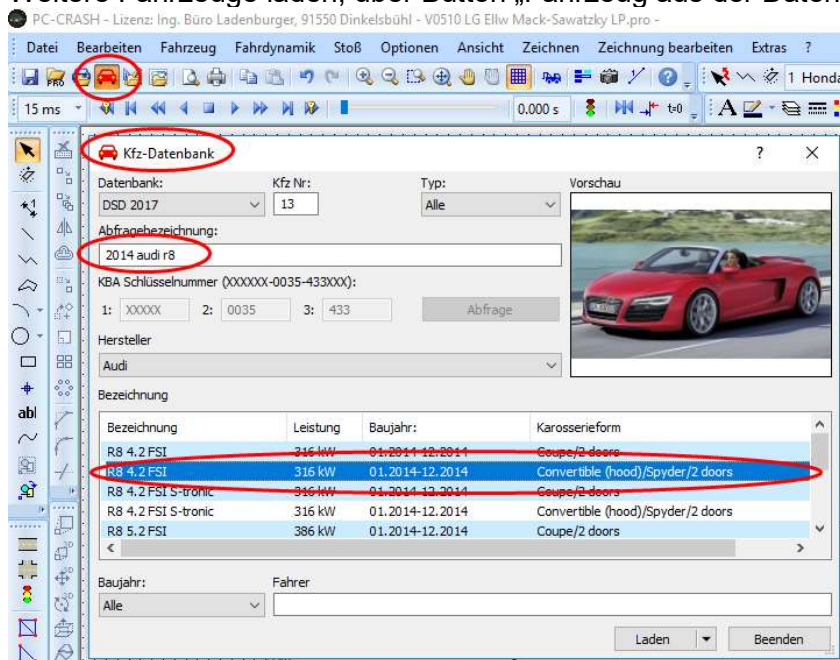 Weitere Fahrzeuge laden, über Button „Fahrzeug aus der Daten
PC-CRASH - Lizenz: Ing. Büro Ladenburger, 91550 Dinkelsbühl - V0510 LG Ellw Mack-Sawatzky LP.pro -
Datei Bearbeiten Fahrzeug Fahrdynamik Stoß Optionen Ansicht Zeichnen Zeichnung bearbeiten Extras ?
1 Honda
15 ms 0.000 s t=0 A
Kfz-Datenbank ? X
Datenbank: Kfz Nr: Typ: Vorschau
DSD 2017 13 Alle
Abfragebezeichnung:
2014 audi r8
KBA Schlüsselnummer (XXXXXX-0035-433XXX):
1: XXXXX 2: 0035 3: 433 Abfrage
Hersteller
Audi
Bezeichnung
Bezeichnung Leistung Baujahr: Karosserieform
R8 4.2 FSI 316 kW 01.2014-12.2014 Coupe/2 doors
R8 4.2 FSI 316 kW 01.2014-12.2014 Convertible (hood)/Spyder/2 doors
R8 4.2 FSI S-tronic 316 kW 01.2014-12.2014 Coupe/2 doors
R8 4.2 FSI S-tronic 316 kW 01.2014-12.2014 Convertible (hood)/Spyder/2 doors
R8 5.2 FSI 386 kW 01.2014-12.2014 Coupe/2 doors
Baujahr: Fahrer
Alle
Laden Beenden
abl